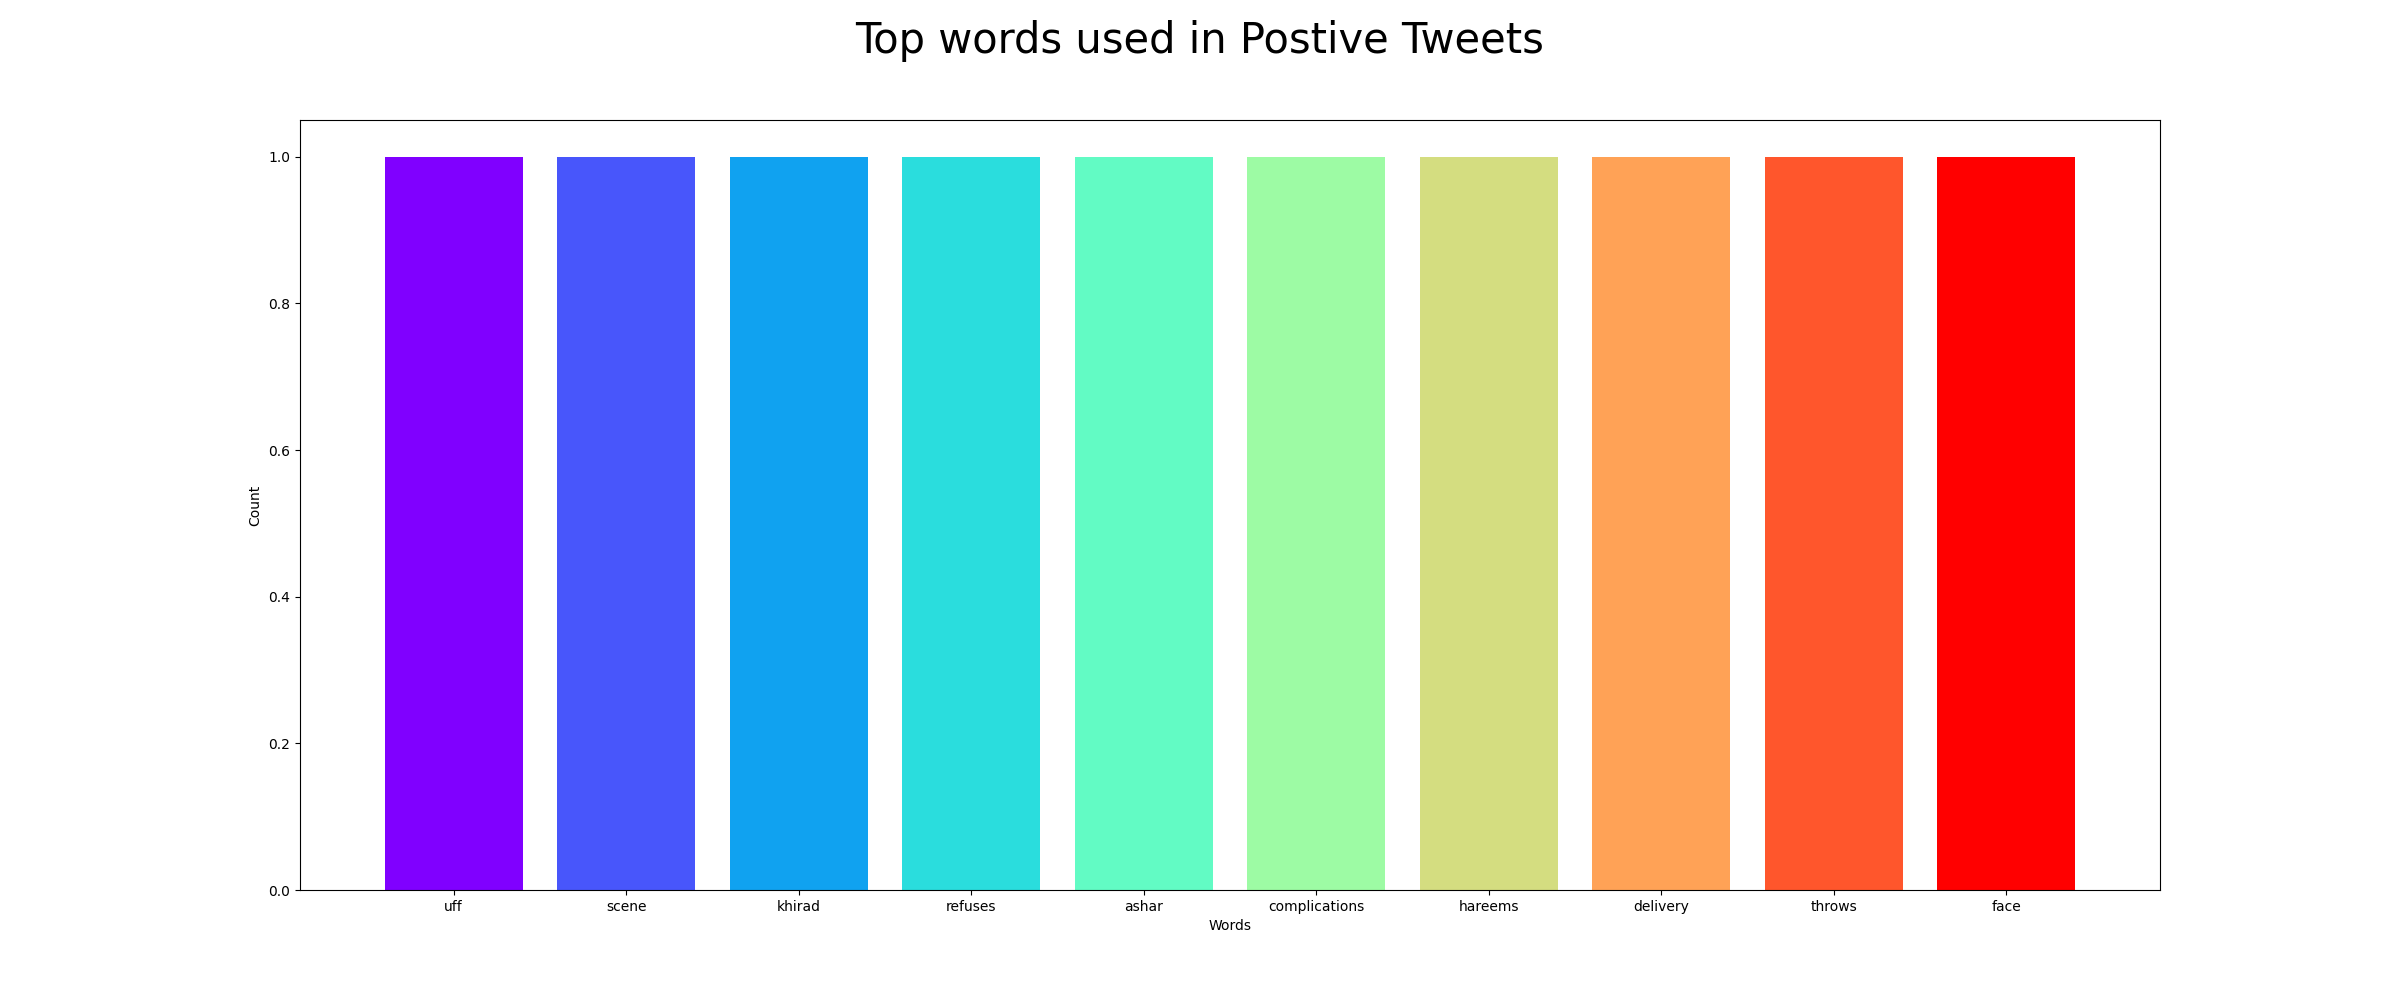 Top words used in Postive Tweets
1.0
0.8
0.6
0.4
0.2
0.0
Count
uff scene khirad refuses ashar complications hareems delivery throws face
Words